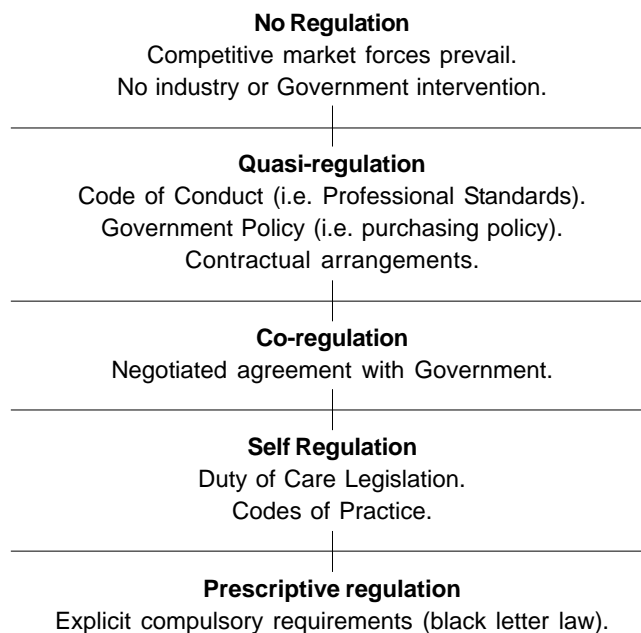 No Regulation
Competitive market forces prevail.
No industry or Government intervention.
Quasi-regulation
Code of Conduct (i.e. Professional Standards).
Government Policy (i.e. purchasing policy).
Contractual arrangements.
Co-regulation
Negotiated agreement with Government.
Self Regulation
Duty of Care Legislation.
Codes of Practice.
Prescriptive regulation
Explicit compulsory requirements (black letter law).